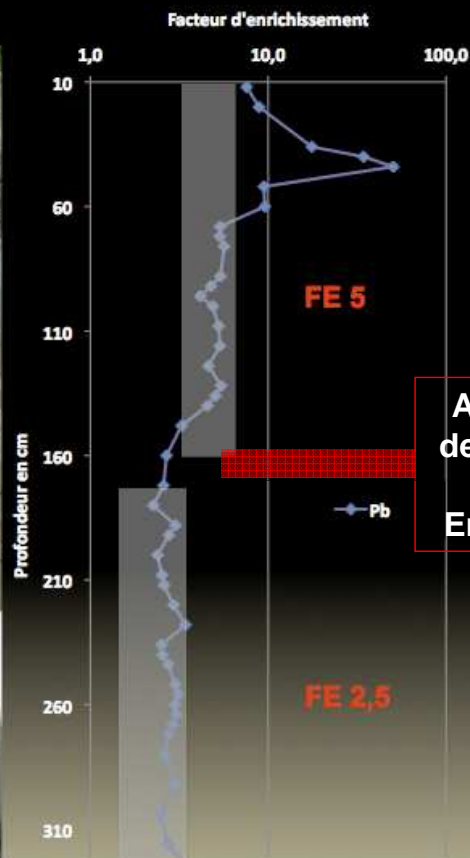 Facteur d'enrichissement
1,0 10,0 100,0
10
60
110
160
210
260
310
Profondeur en cm
FE 5
Pb
FE 2,5
A
de
En